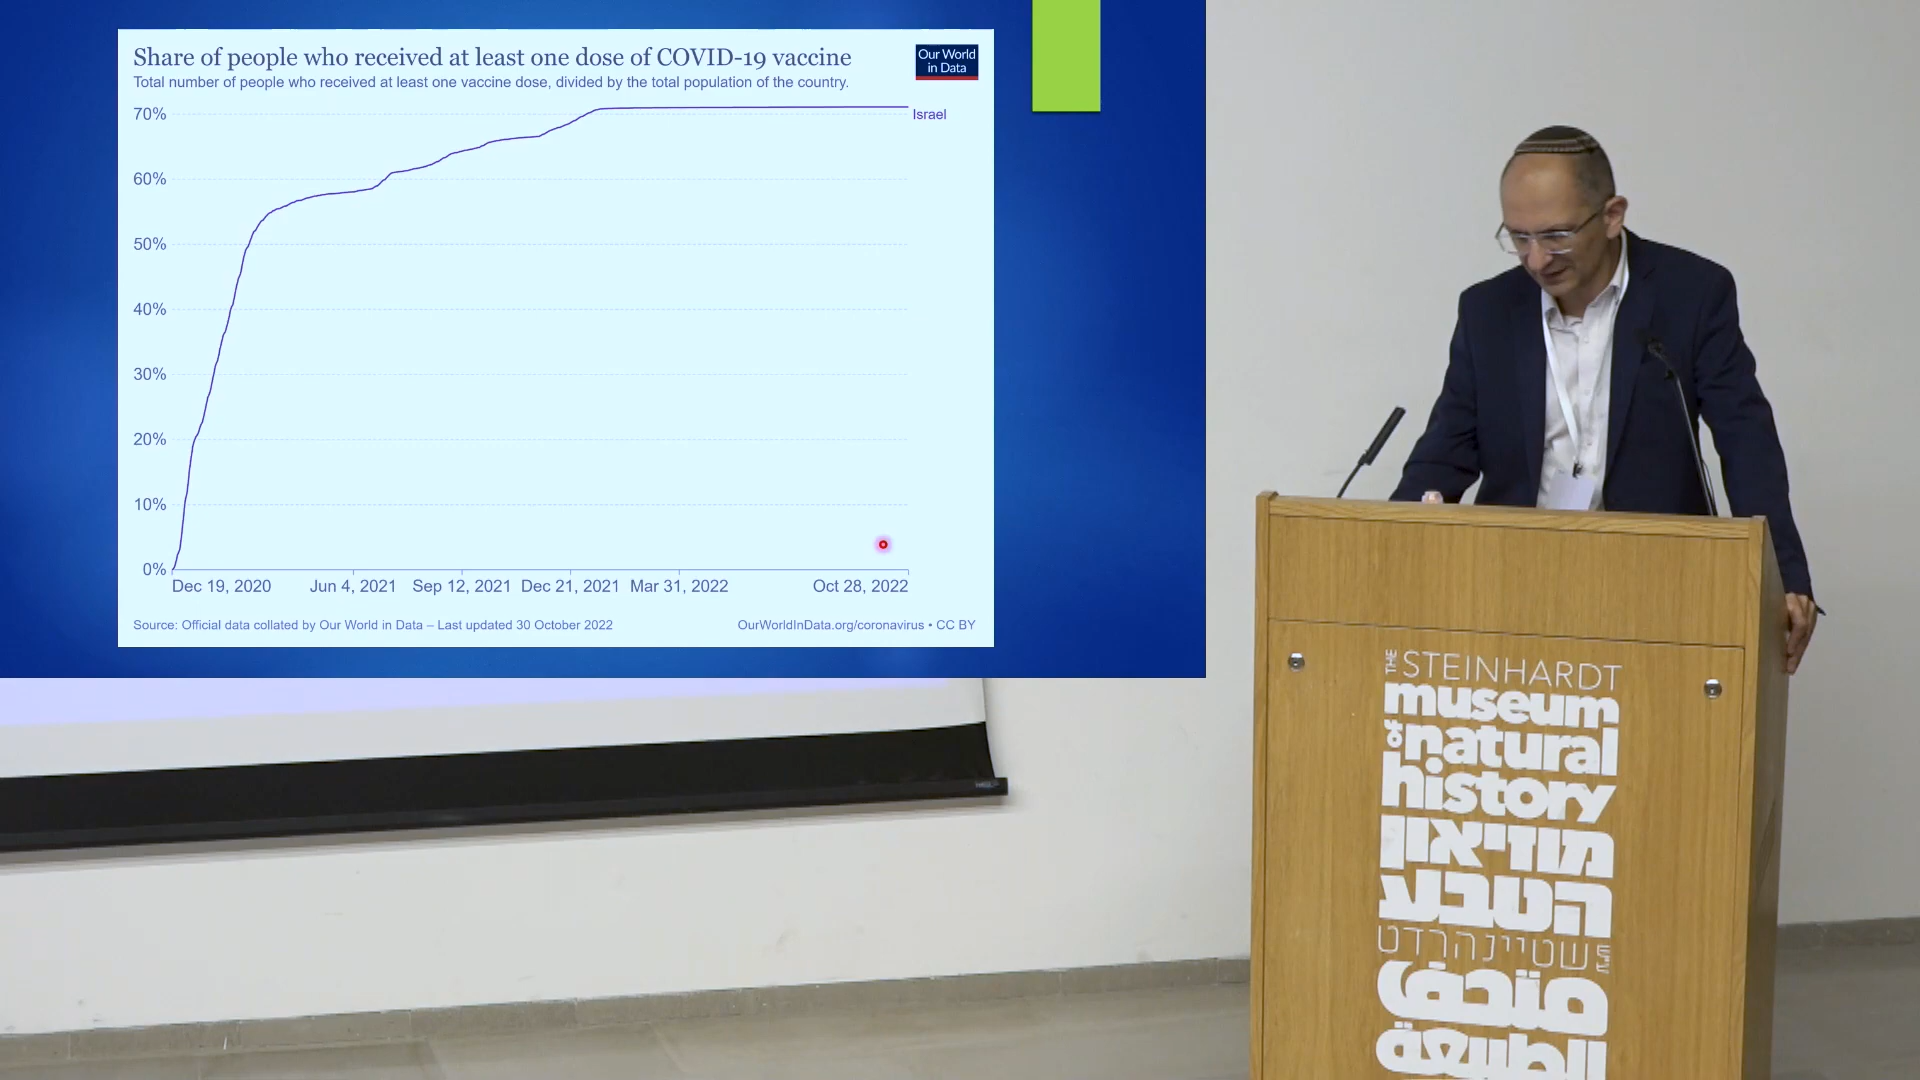 Share of people who received at least one dose of COVID-19 vaccine
Total number of people who received at least one vaccine dose, divided by the total population of the country.
Our World
in Data
70%
Israel
60%
50%
40%
30%
20%
10%
0%
Dec 19, 2020 Jun 4, 2021 Sep 12, 2021 Dec 21, 2021 Mar 31, 2022 Oct 28, 2022
Source: Official data collated by Our World in Data – Last updated 30 October 2022
OurWorldInData.org/coronavirus • CC BY
THE STEINHARDT
museum
of natural
history
מוזיאון
הטבע
ע״ש שטיינהרדט
متحف
الطبيعة